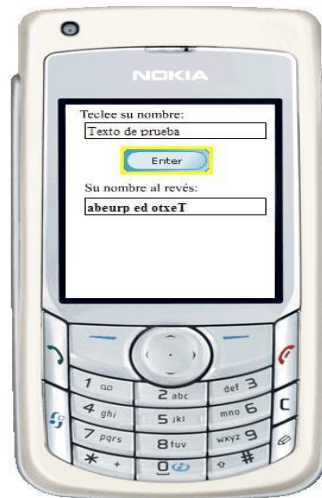 NOKIA
Teclee su nombre:
Texto de prueba
Enter
Su nombre al revés:
abeurp ed otxeT
1
2 abc
def 3
4 ghi
5 jkl
mno 6
C
7 pqrs
8 tuv
wxyz 9
* +
0
#